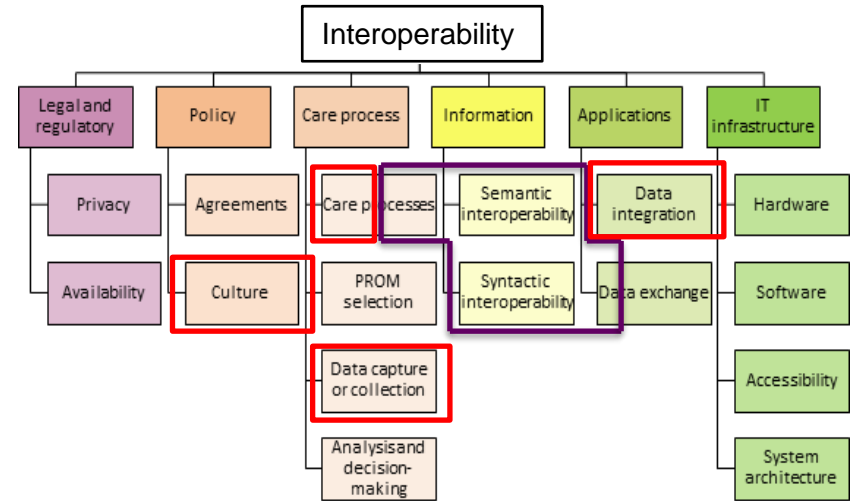 Interoperability
Legal and
regulatory
Policy
Care process
Information
Applications
IT
infrastructure
Privacy
Agreements
Care processes
Semantic
interoperability
Data
integration
Hardware
Availability
Culture
PROM
selection
Syntactic
interoperability
Data exchange
Software
Data capture
or collection
Accessibility
Analysis and
decision-
making
System
architecture